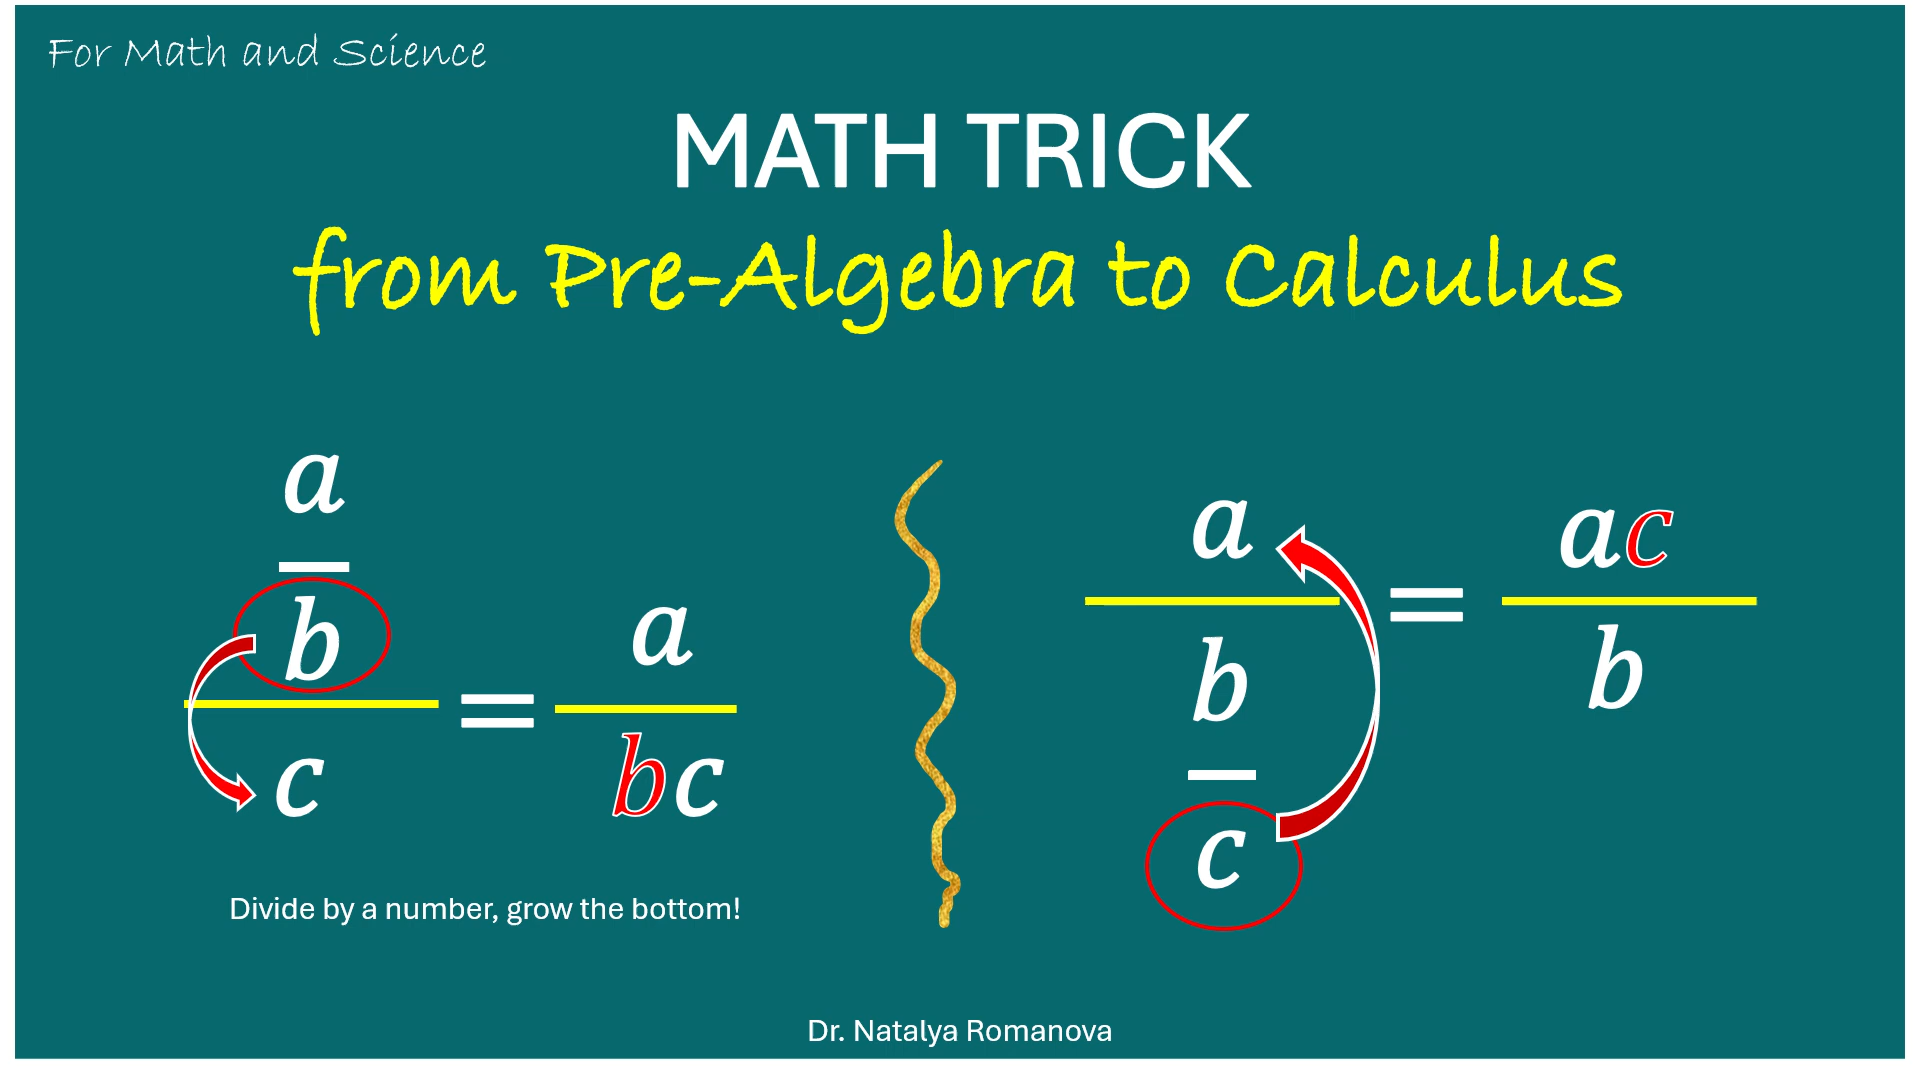 For Math and Science
MATH TRICK
from Pre-Algebra to Calculus
a
b
c
=
a
bc
a
b
c
=
ac
b
Divide by a number, grow the bottom!
Dr. Natalya Romanova